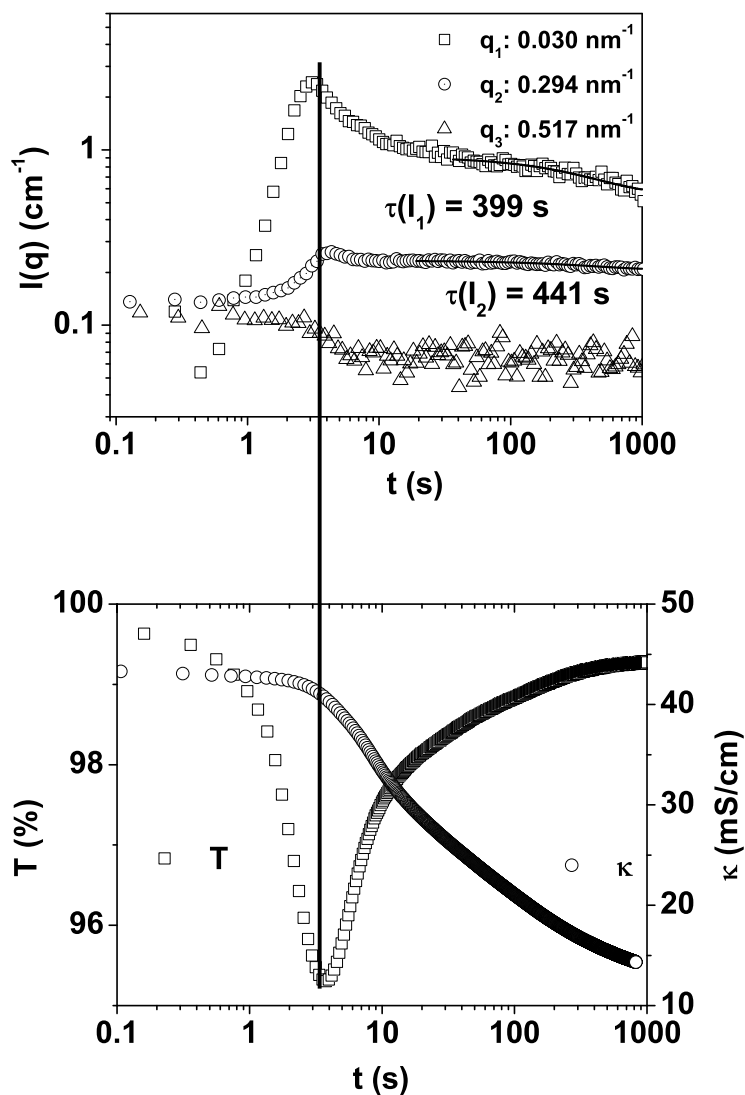 q₁: 0.030 nm⁻¹
q₂: 0.294 nm⁻¹
q₃: 0.517 nm⁻¹
1
0.1
I(q) (cm⁻¹)
τ(I₁) = 399 s
τ(I₂) = 441 s
0.1 1 10 100 1000
t (s)
100
98
96
T (%)
T
κ
50
40
30
20
10
κ (mS/cm)
0.1 1 10 100 1000
t (s)